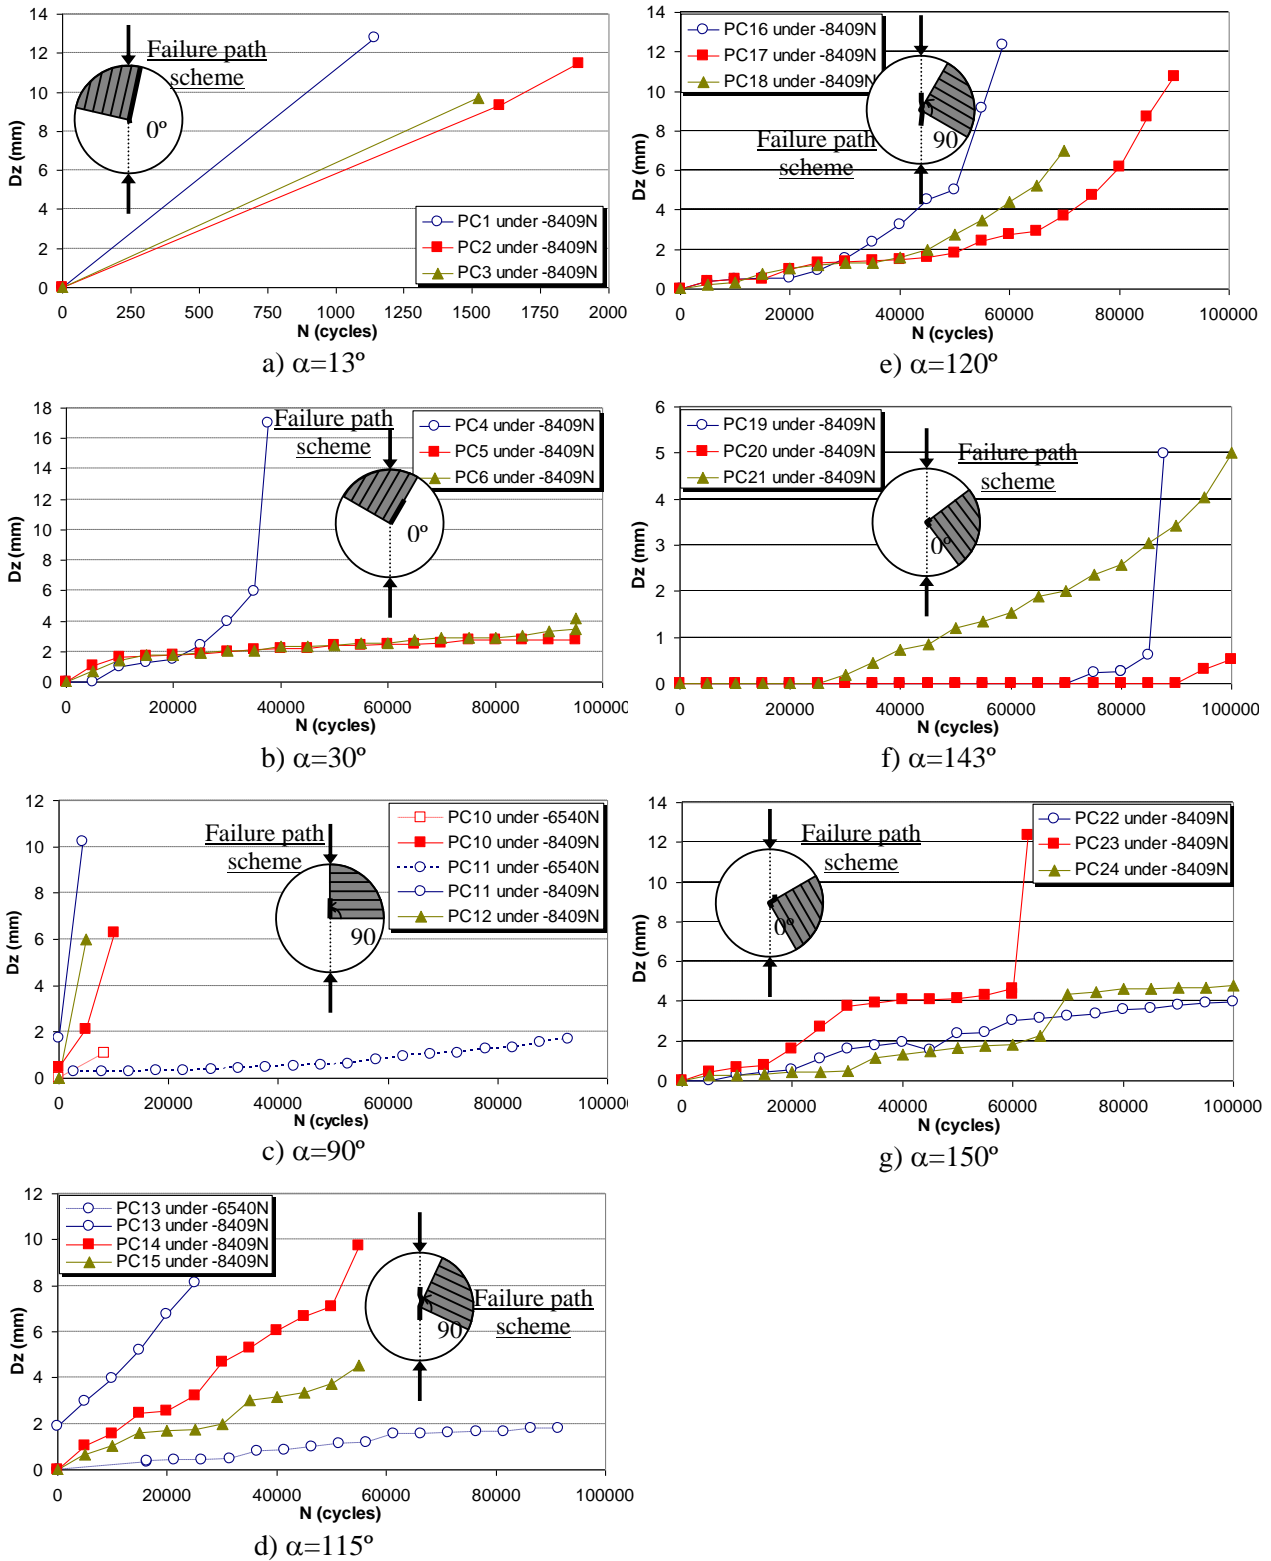 14
12
10
8
6
4
2
0
Dz (mm)
Failure path
scheme
0º
PC1 under -8409N
PC2 under -8409N
PC3 under -8409N
0 250 500 750 1000 1250 1500 1750 2000
N (cycles)
a) α=13º
14
12
10
8
6
4
2
0
Dz (mm)
PC16 under -8409N
PC17 under -8409N
PC18 under -8409N
Failure path
scheme
90
0 20000 40000 60000 80000 100000
N (cycles)
e) α=120º
18
16
14
12
10
8
6
4
2
0
Dz (mm)
Failure path
scheme
0º
PC4 under -8409N
PC5 under -8409N
PC6 under -8409N
0 20000 40000 60000 80000 100000
N (cycles)
b) α=30º
6
5
4
3
2
1
0
Dz (mm)
PC19 under -8409N
PC20 under -8409N
PC21 under -8409N
Failure path
scheme
0º
0 20000 40000 60000 80000 100000
N (cycles)
f) α=143º
12
10
8
6
4
2
0
Dz (mm)
Failure path
scheme
90
PC10 under -6540N
PC10 under -8409N
PC11 under -6540N
PC11 under -8409N
PC12 under -8409N
0 20000 40000 60000 80000 100000
N (cycles)
c) α=90º
14
12
10
8
6
4
2
0
Dz (mm)
Failure path
scheme
0º
PC22 under -8409N
PC23 under -8409N
PC24 under -8409N
0 20000 40000 60000 80000 100000
N (cycles)
g) α=150º
12
10
8
6
4
2
0
Dz (mm)
PC13 under -6540N
PC13 under -8409N
PC14 under -8409N
PC15 under -8409N
Failure path
scheme
90
0 20000 40000 60000 80000 100000
N (cycles)
d) α=115º